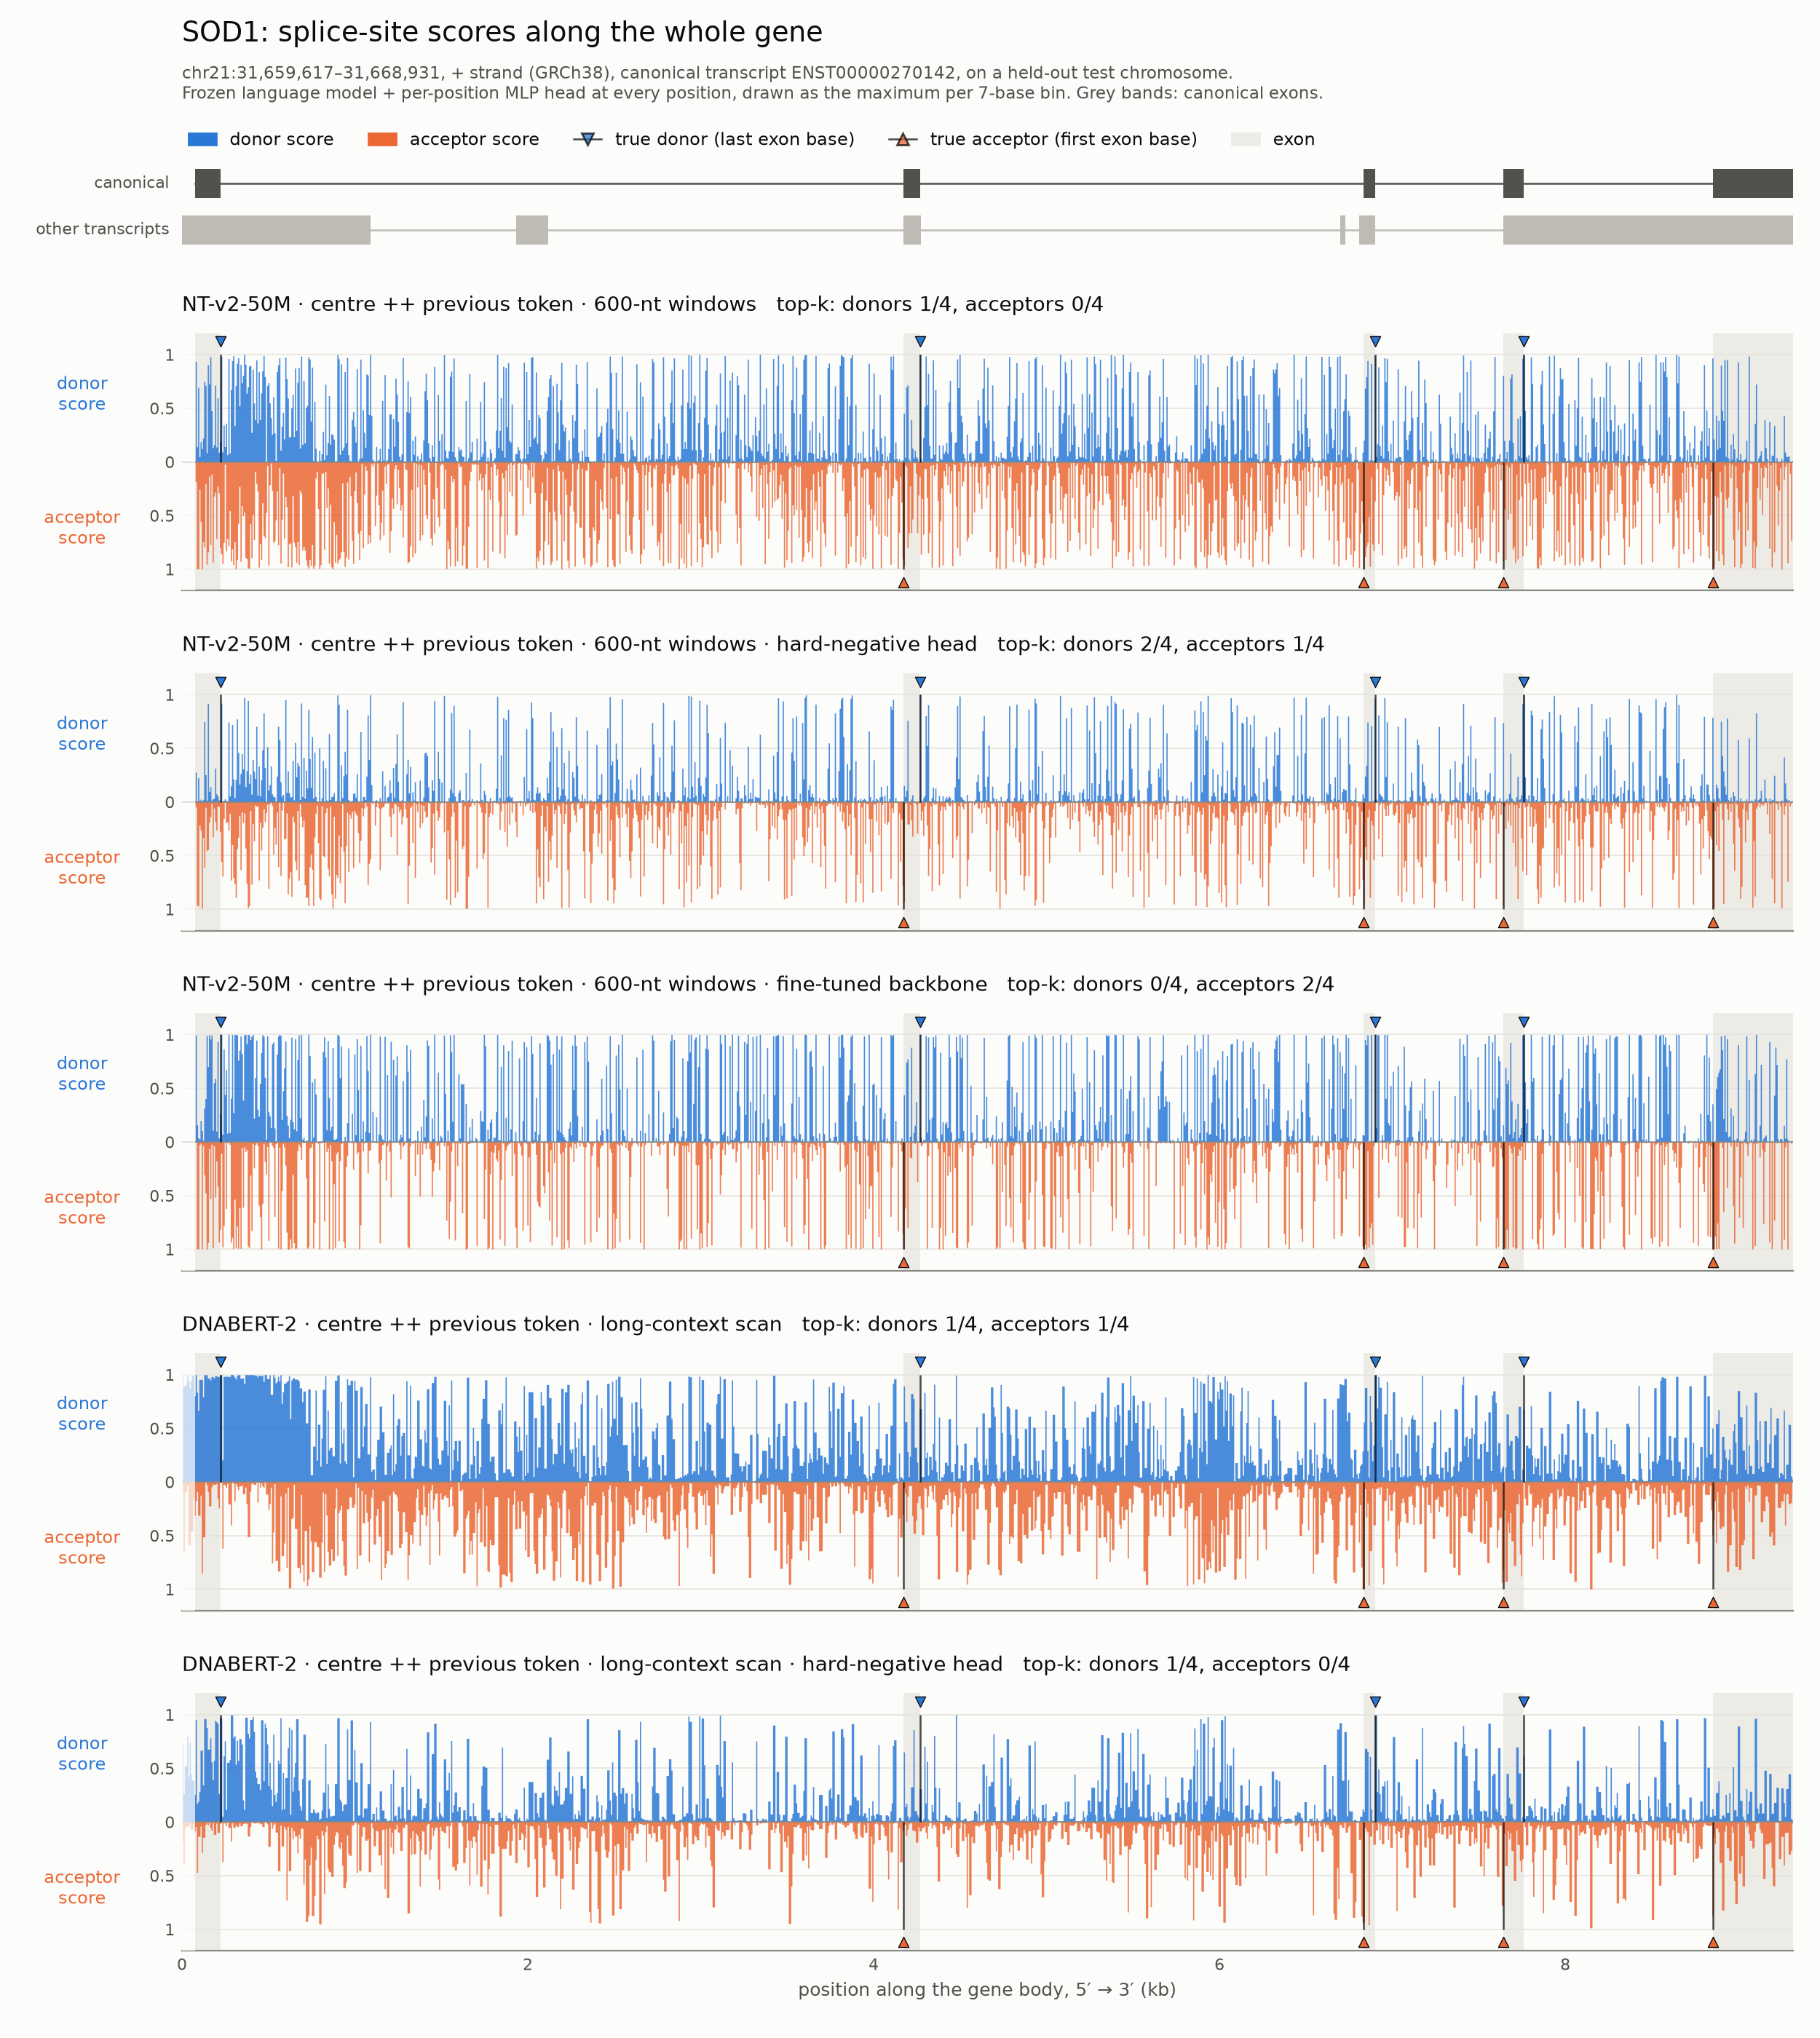 SOD1: splice-site scores along the whole gene
chr21:31,659,617–31,668,931, + strand (GRCh38), canonical transcript ENST00000270142, on a held-out test chromosome.
Frozen language model + per-position MLP head at every position, drawn as the maximum per 7-base bin. Grey bands: canonical exons.
donor score acceptor score true donor (last exon base) true acceptor (first exon base) exon
canonical
other transcripts
NT-v2-50M · centre ++ previous token · 600-nt windows top-k: donors 1/4, acceptors 0/4
1
donor
score
0.5
0
0.5
acceptor
score
1
NT-v2-50M · centre ++ previous token · 600-nt windows · hard-negative head top-k: donors 2/4, acceptors 1/4
1
donor
score
0.5
0
0.5
acceptor
score
1
NT-v2-50M · centre ++ previous token · 600-nt windows · fine-tuned backbone top-k: donors 0/4, acceptors 2/4
1
donor
score
0.5
0
0.5
acceptor
score
1
DNABERT-2 · centre ++ previous token · long-context scan top-k: donors 1/4, acceptors 1/4
1
donor
score
0.5
0
0.5
acceptor
score
1
DNABERT-2 · centre ++ previous token · long-context scan · hard-negative head top-k: donors 1/4, acceptors 0/4
1
donor
score
0.5
0
0.5
acceptor
score
1
0 2 4 6 8
position along the gene body, 5′ → 3′ (kb)